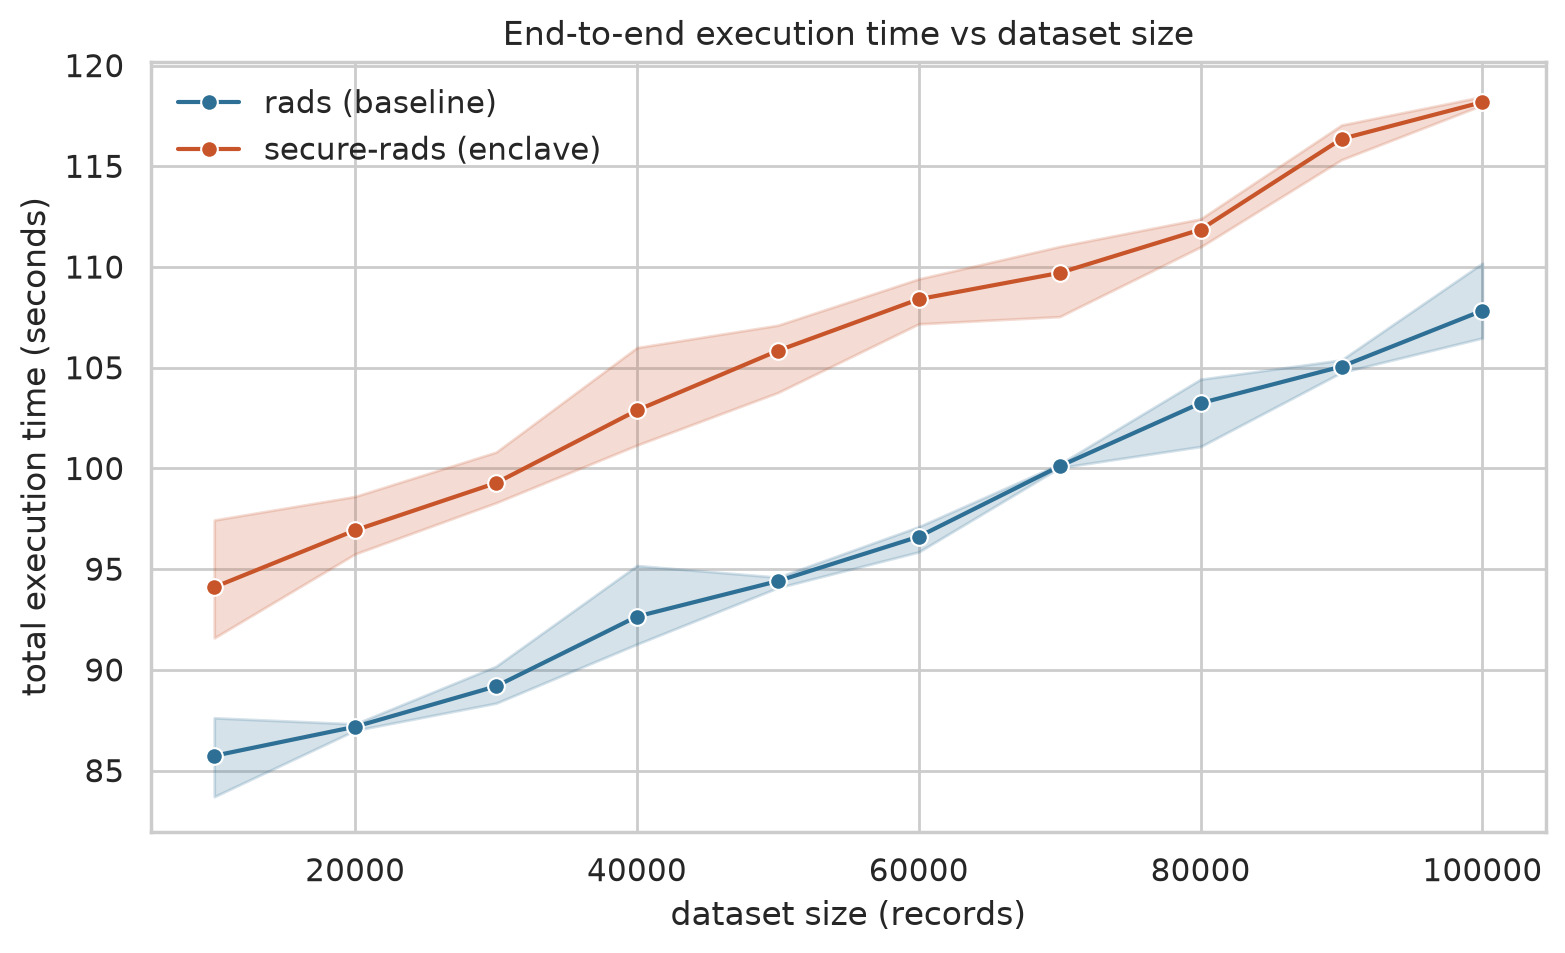 End-to-end execution time vs dataset size
rads (baseline)
secure-rads (enclave)
total execution time (seconds)
120
115
110
105
100
95
90
85
20000 40000 60000 80000 100000
dataset size (records)